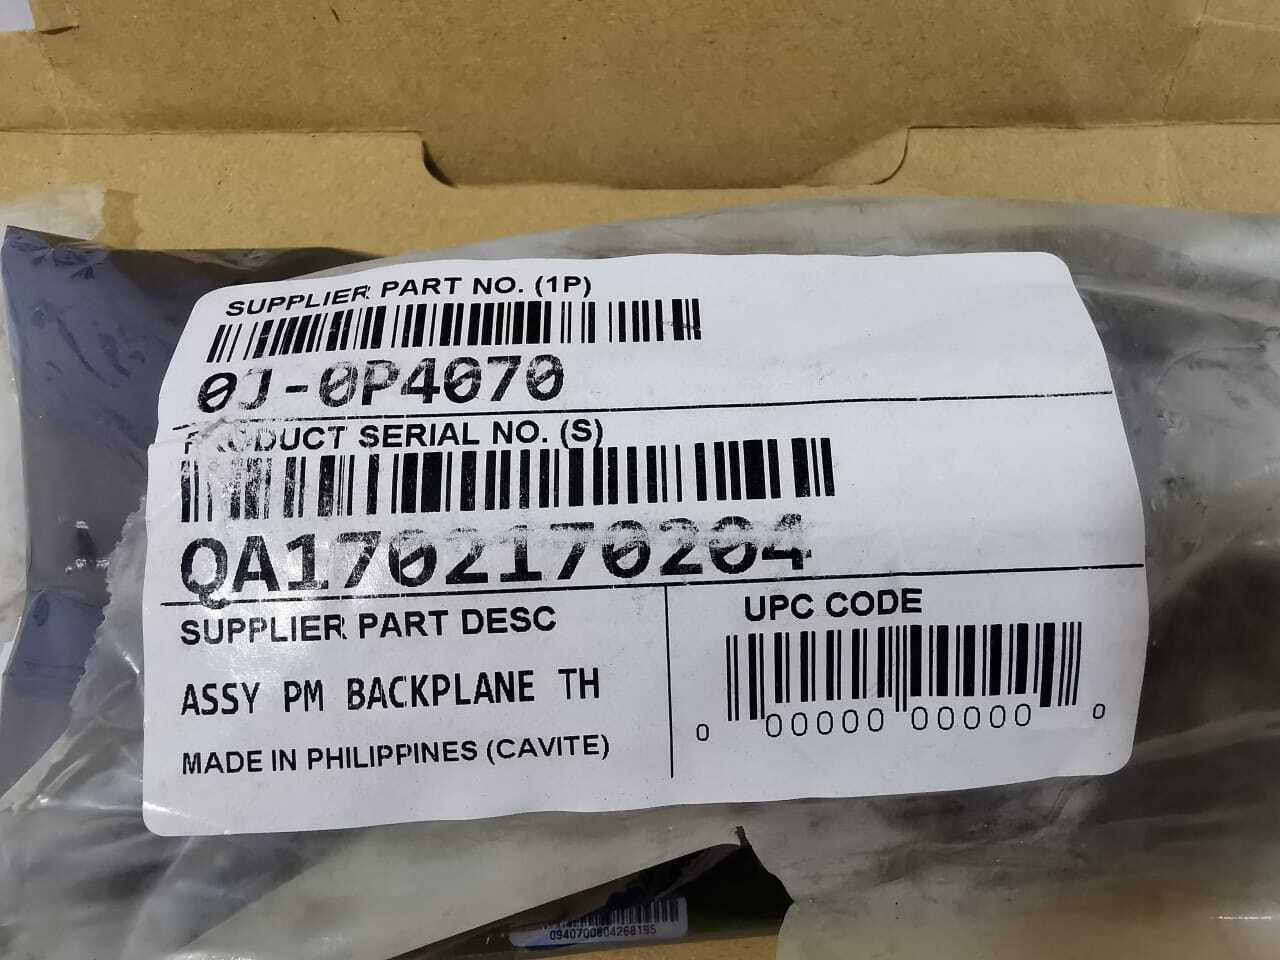 SUPPLIER PART NO. (1P)
0J-0P4070
PRODUCT SERIAL NO. (S)
QA1702170204
SUPPLIER PART DESC
ASSY PM BACKPLANE TH
MADE IN PHILIPPINES (CAVITE)
UPC CODE
0 00000 00000 0
0940700804268195